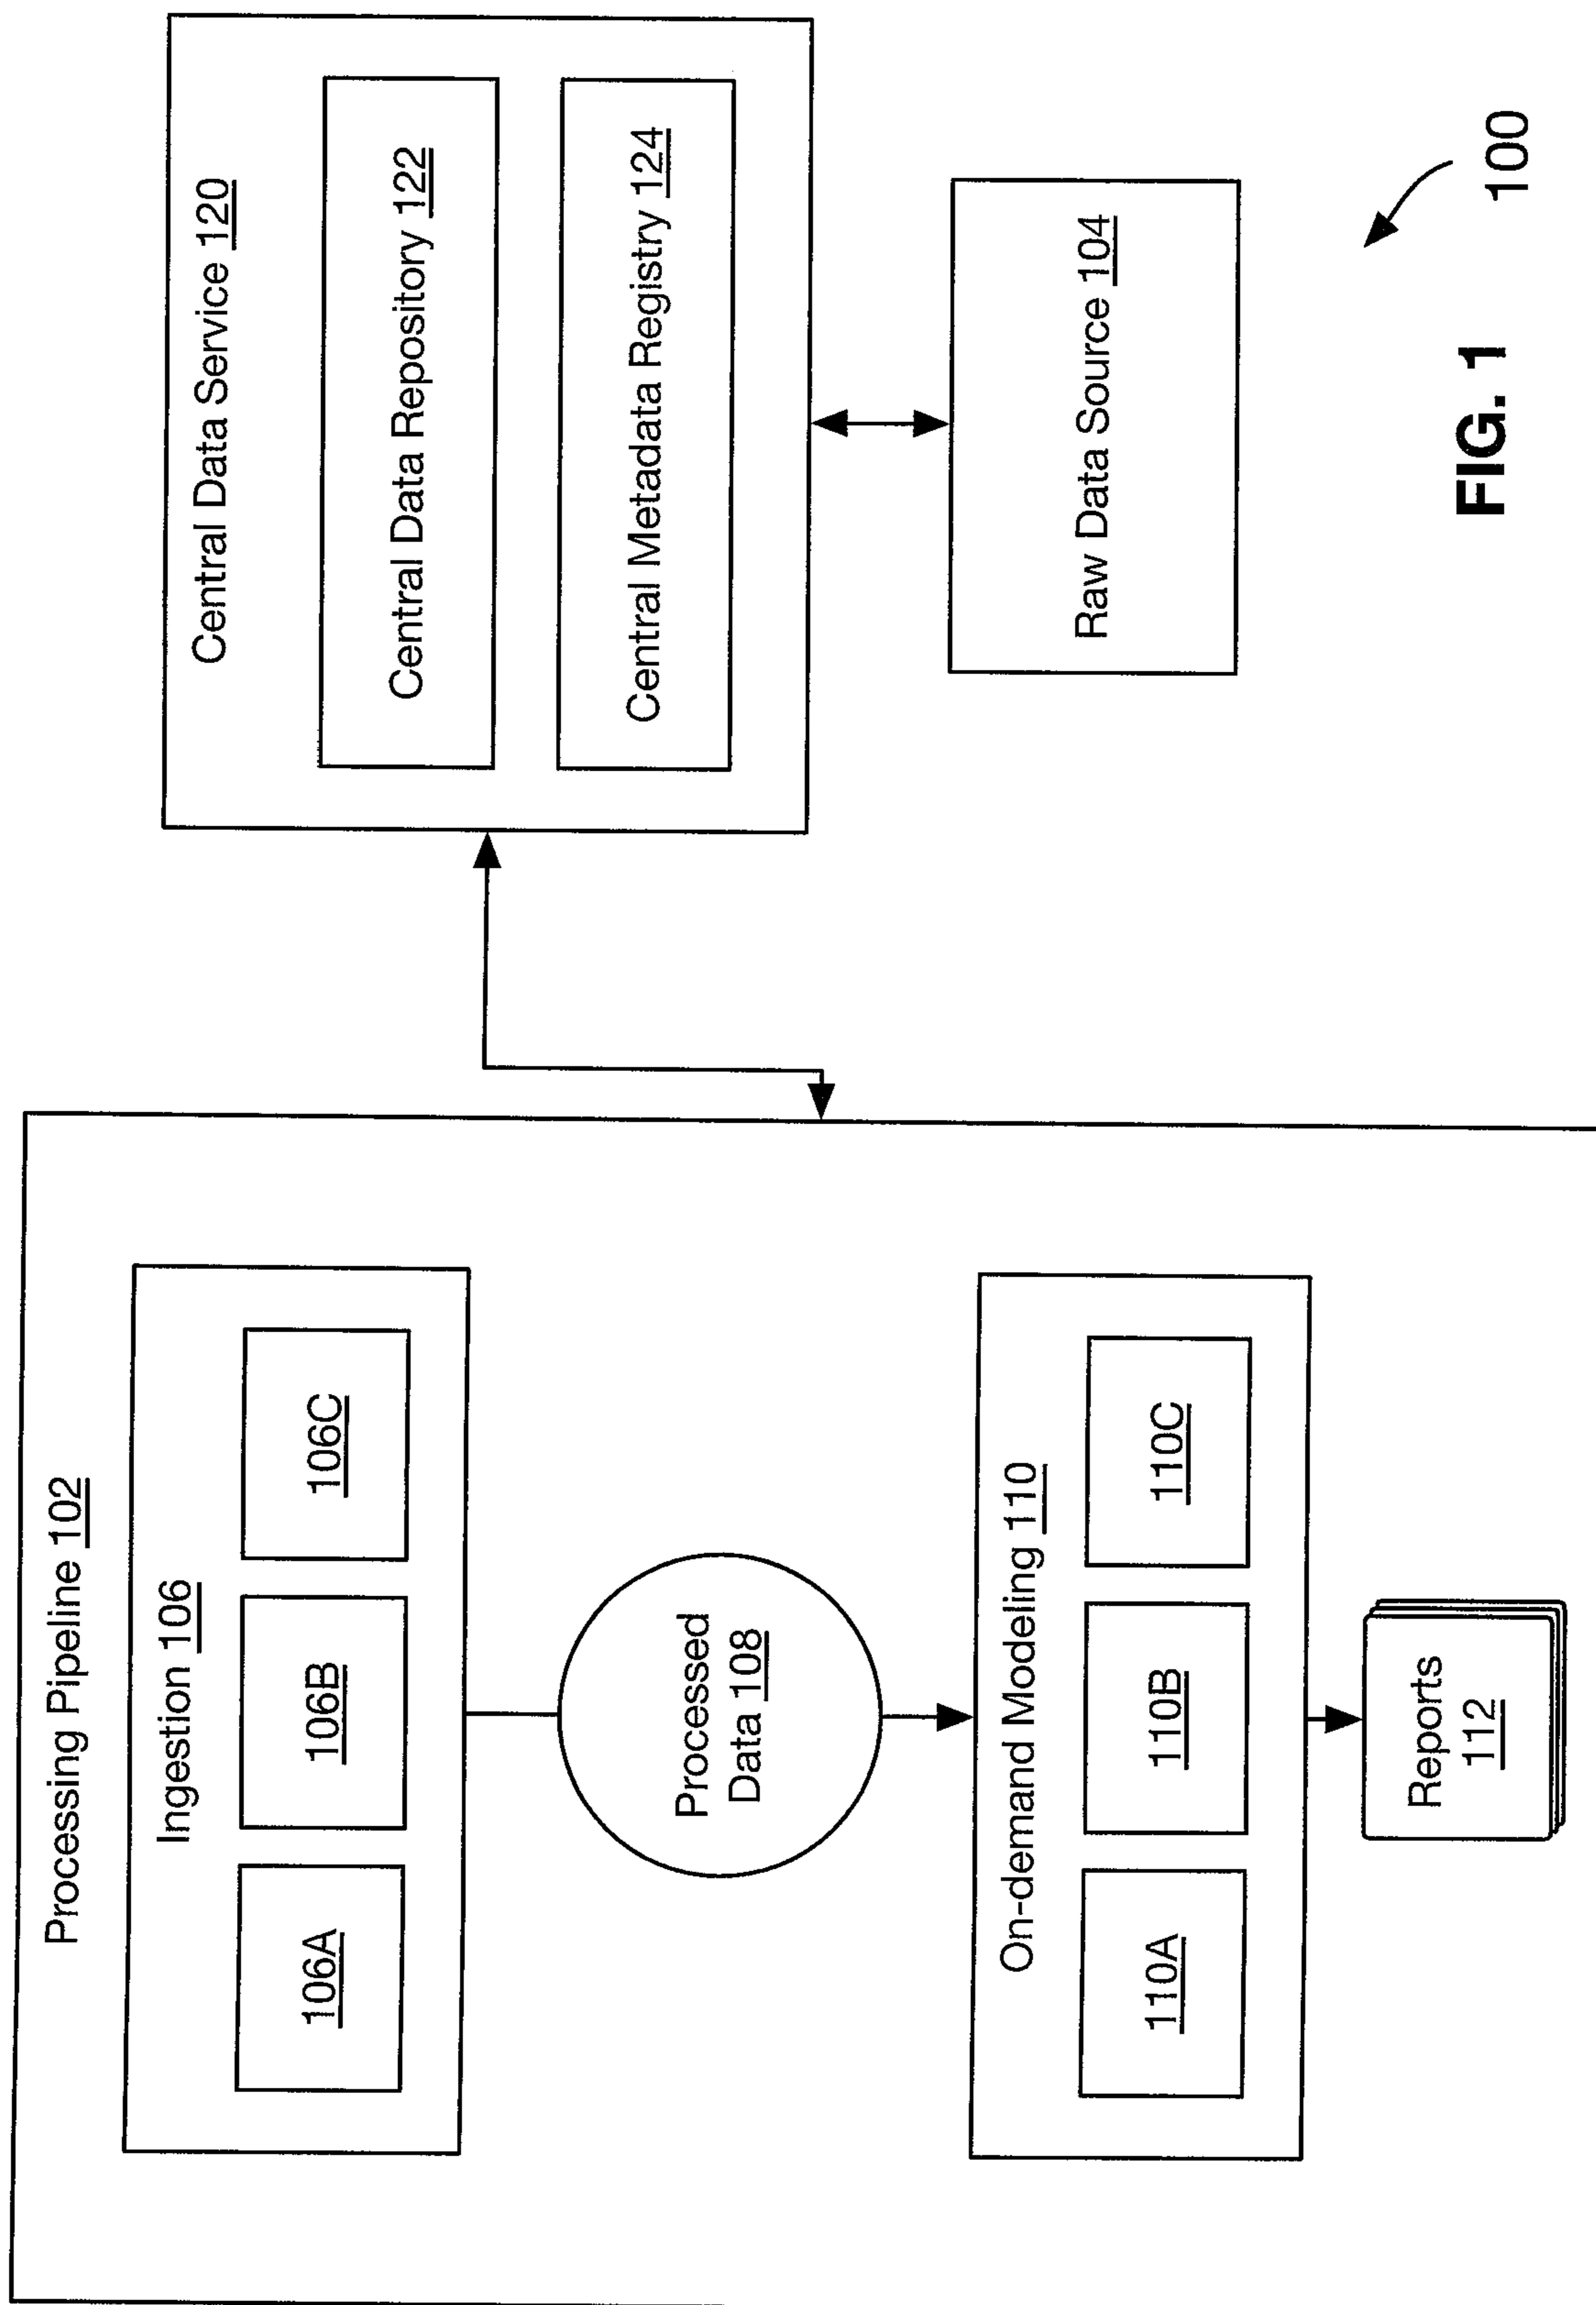 Processing Pipeline 102
Ingestion 106
106A
106B
106C
Processed
Data 108
On-demand Modeling 110
110A
110B
110C
Reports
112
Central Data Service 120
Central Data Repository 122
Central Metadata Registry 124
Raw Data Source 104
100
FIG. 1